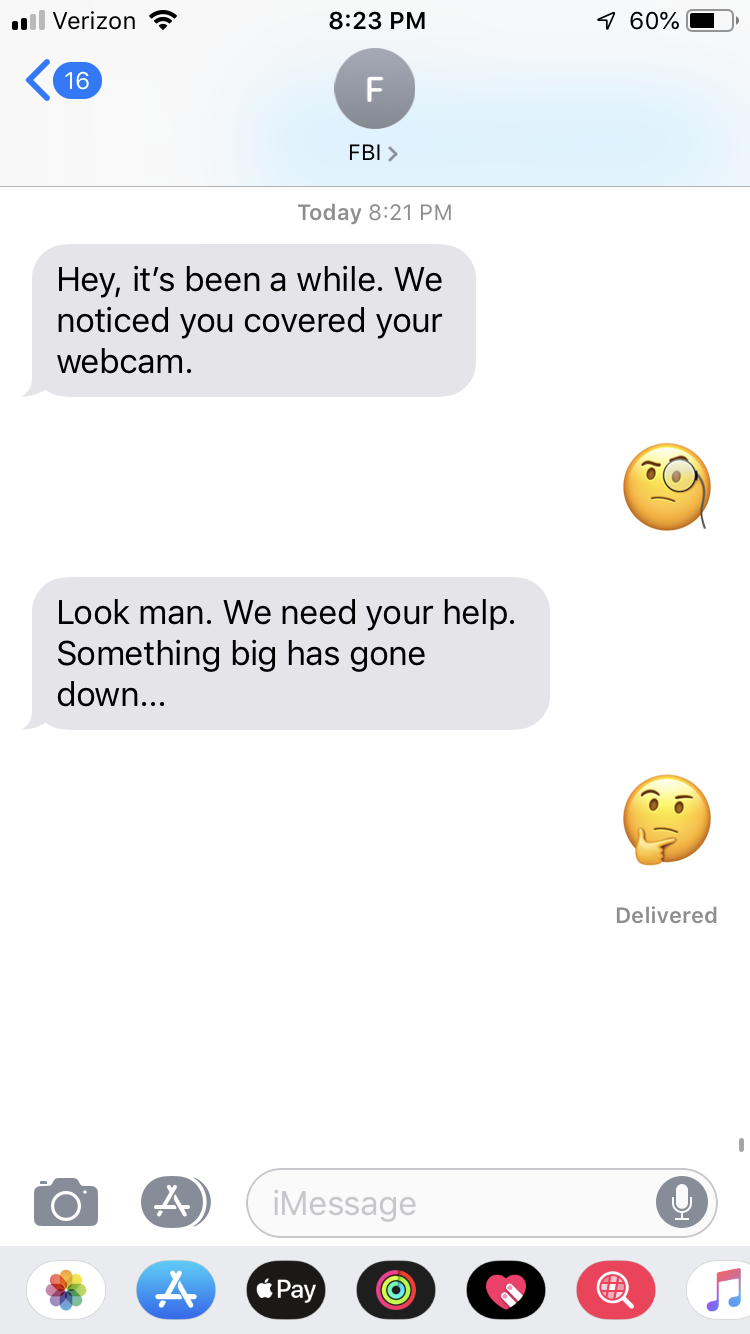 Verizon 8:23 PM 60%
16
F
FBI
Today 8:21 PM
Hey, it’s been a while. We
noticed you covered your
webcam.
🧐
Look man. We need your help.
Something big has gone
down...
🤔
Delivered
iMessage
Pay